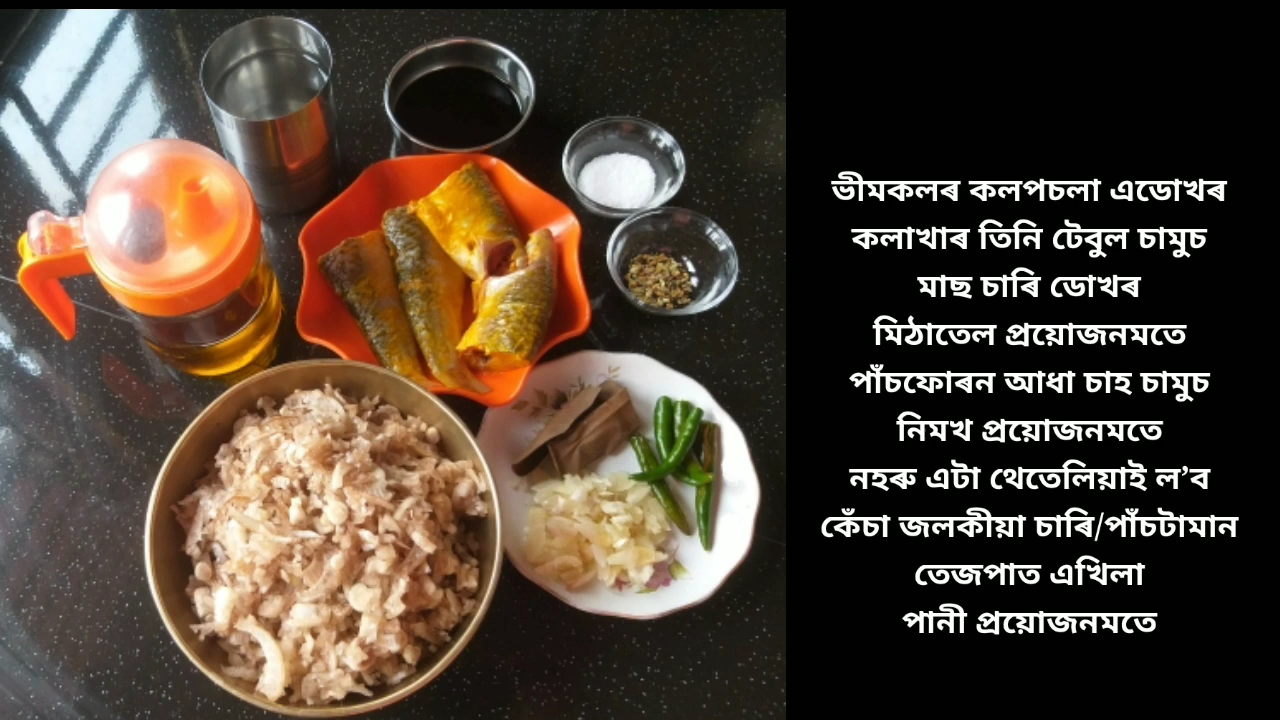 ভীমকলৰ কলপচলা এডোখৰ
কলাখাৰ তিনি টেবুল চামুচ
মাছ চাৰি ডোখৰ
মিঠাতেল প্ৰয়োজনমতে
পাঁচফোৰন আধা চাহ চামুচ
নিমখ প্ৰয়োজনমতে
নহৰু এটা থেতেলিয়াই ল’ব
কেঁচা জলকীয়া চাৰি/পাঁচটামান
তেজপাত এখিলা
পানী প্ৰয়োজনমতে